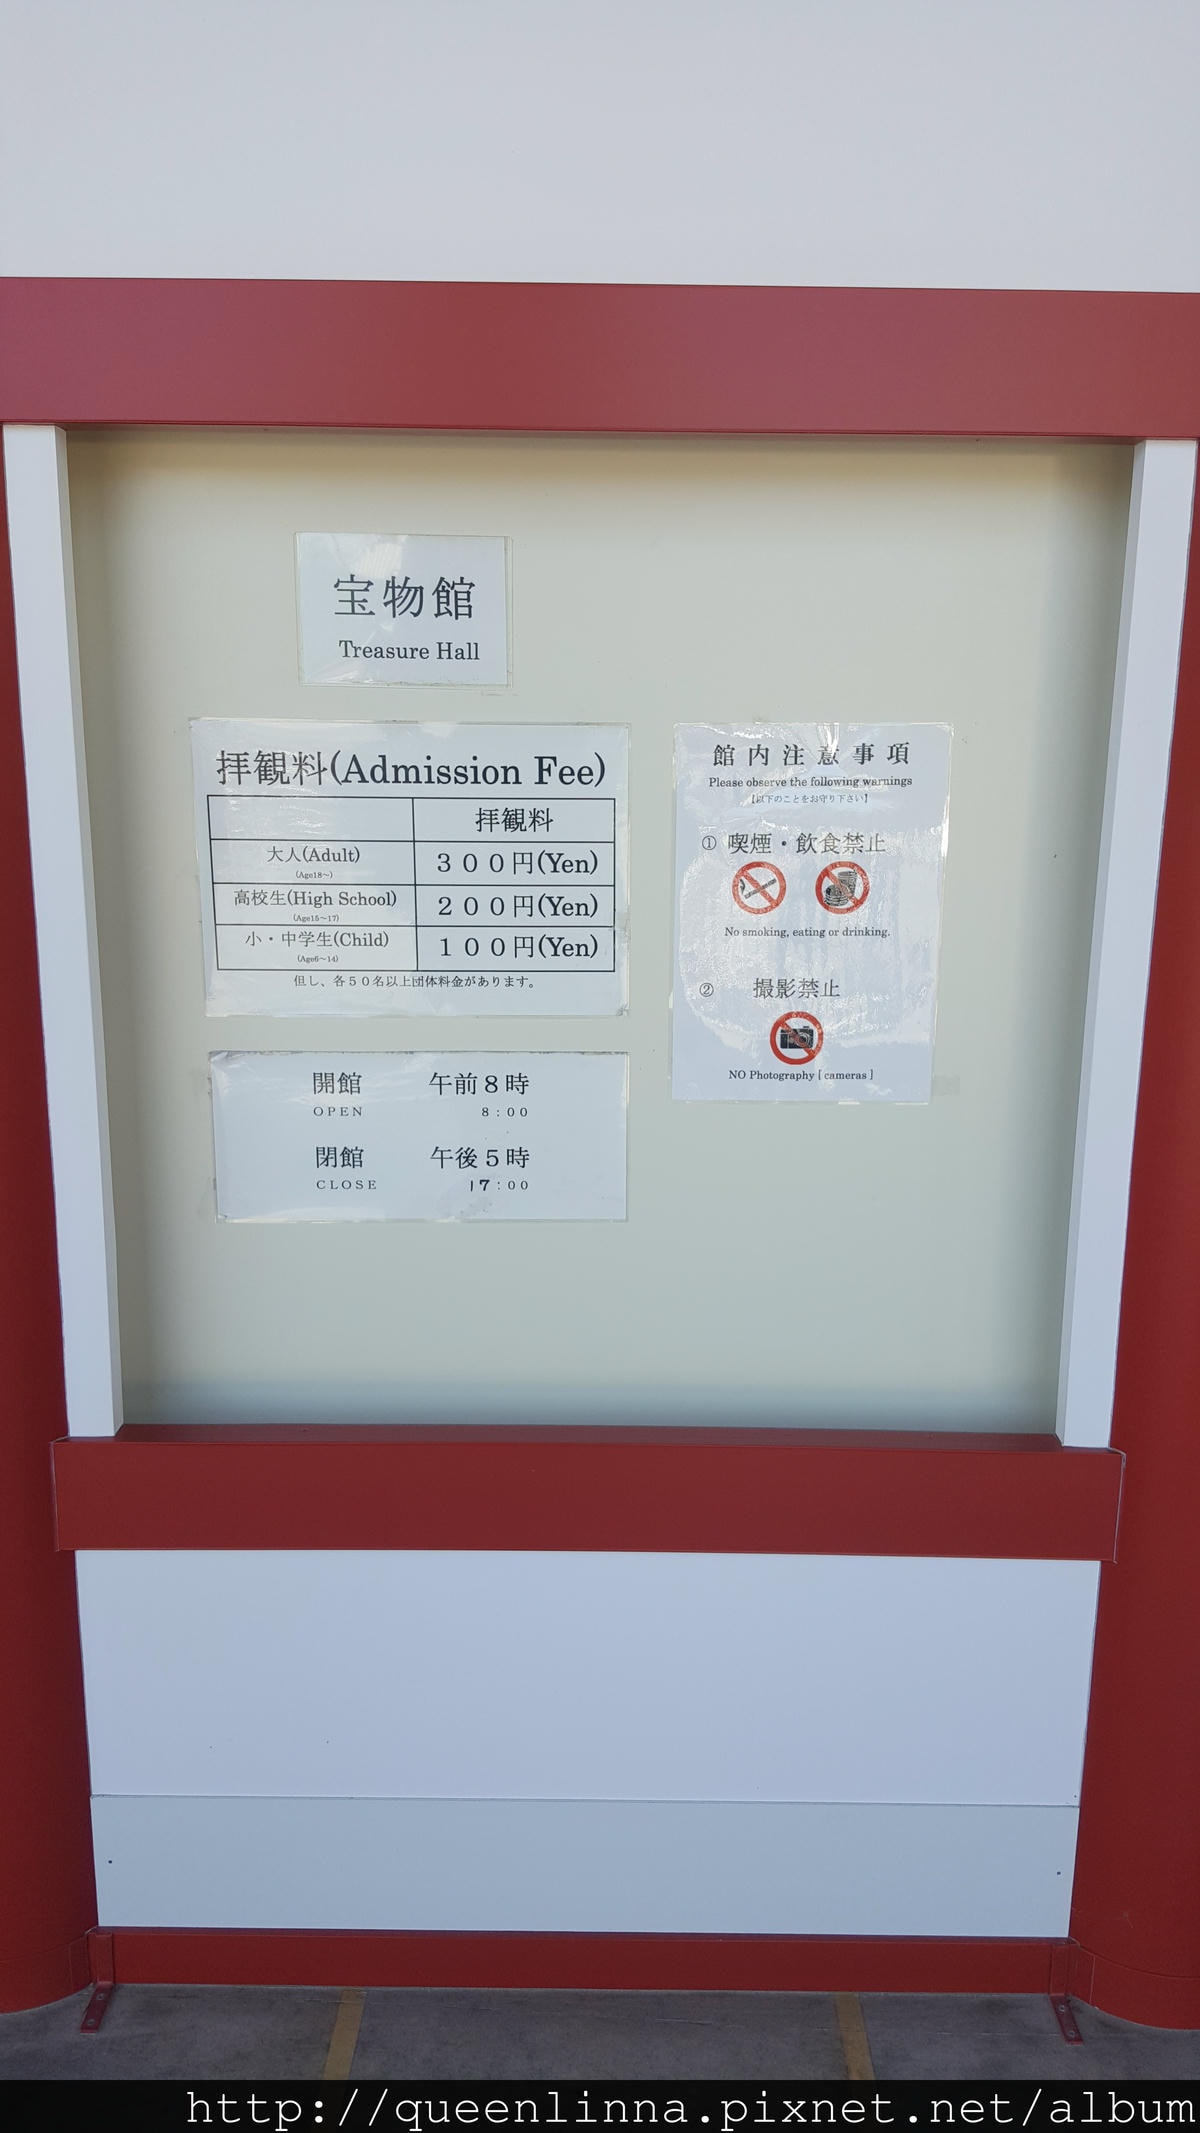 宝物館
Treasure Hall
拝観料(Admission Fee)
拝観料
大人(Adult)
(Age18～)
３００円(Yen)
高校生(High School)
(Age15～17)
２００円(Yen)
小・中学生(Child)
(Age6～14)
１００円(Yen)
但し、各５０名以上団体料金があります。
開館 午前８時
OPEN 8:00
閉館 午後５時
CLOSE 17:00
館内注意事項
Please observe the following warnings
【以下のことをお守り下さい】
① 喫煙・飲食禁止
No smoking, eating or drinking.
② 撮影禁止
NO Photography [ cameras ]
http://queenlinna.pixnet.net/album